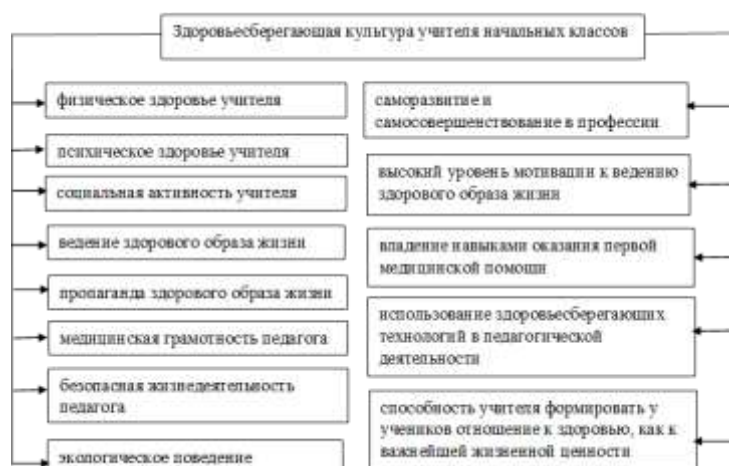 Здоровьесберегающая культура учителя начальных классов
физическое здоровье учителя
психическое здоровье учителя
социальная активность учителя
ведение здорового образа жизни
пропаганда здорового образа жизни
медицинская грамотность педагога
безопасная жизнедеятельность
педагога
экологическое поведение
саморазвитие и
самосовершенствование в профессии
высокий уровень мотивации к ведению
здорового образа жизни
владение навыками оказания первой
медицинской помощи
использование здоровьесберегающих
технологий в педагогической
деятельности
способность учителя формировать у
учеников отношение к здоровью, как к
важнейшей жизненной ценности